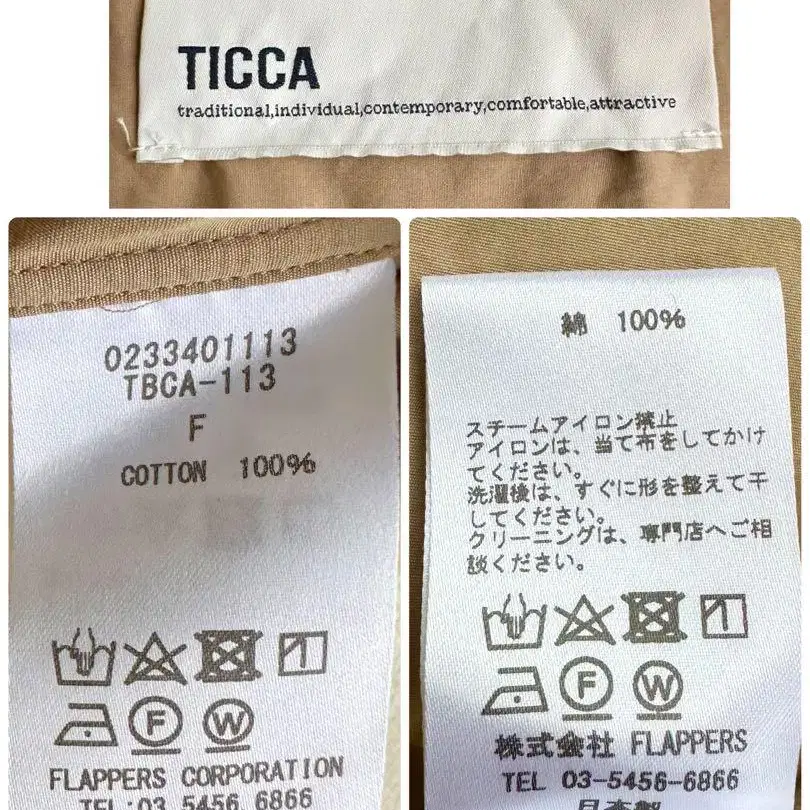 TICCA
traditional,individual,contemporary,comfortable,attractive
0233401113
TBCA-113
F
COTTON 100%
F W
FLAPPERS CORPORATION
TEL:03 5456 6866
綿 100%
スチームアイロン禁止
アイロンは、当て布をしてかけ
てください。
洗濯後は、すぐに形を整えて干
してください。
クリーニングは、専門店へご相
談ください。
F W
株式会社 FLAPPERS
TEL 03-5456-6866